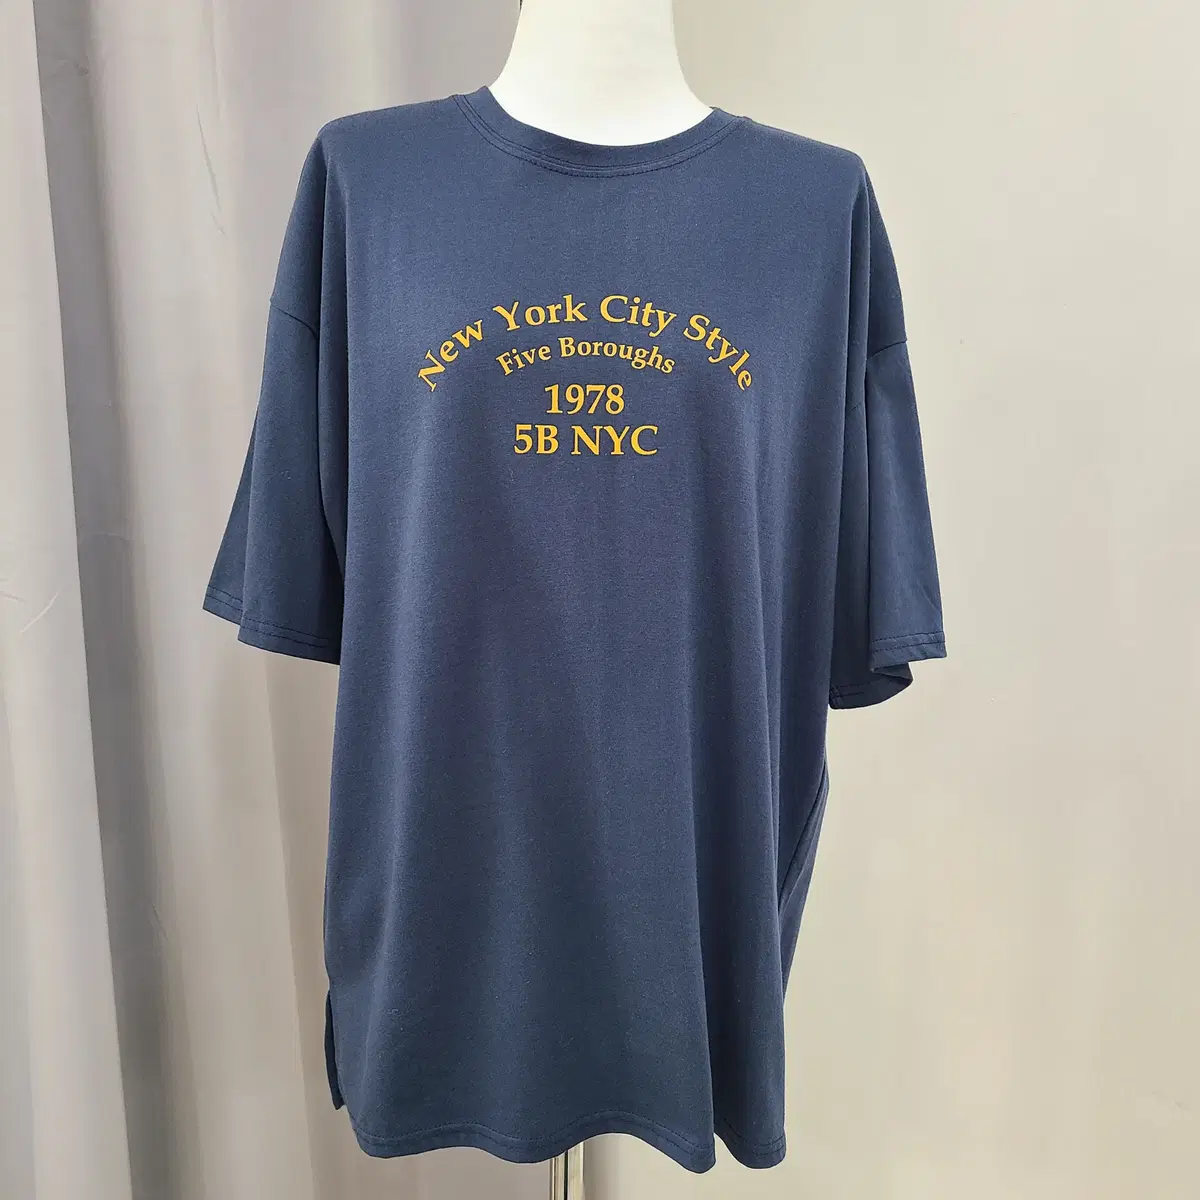 New York City Style
Five Boroughs
1978
5B NYC